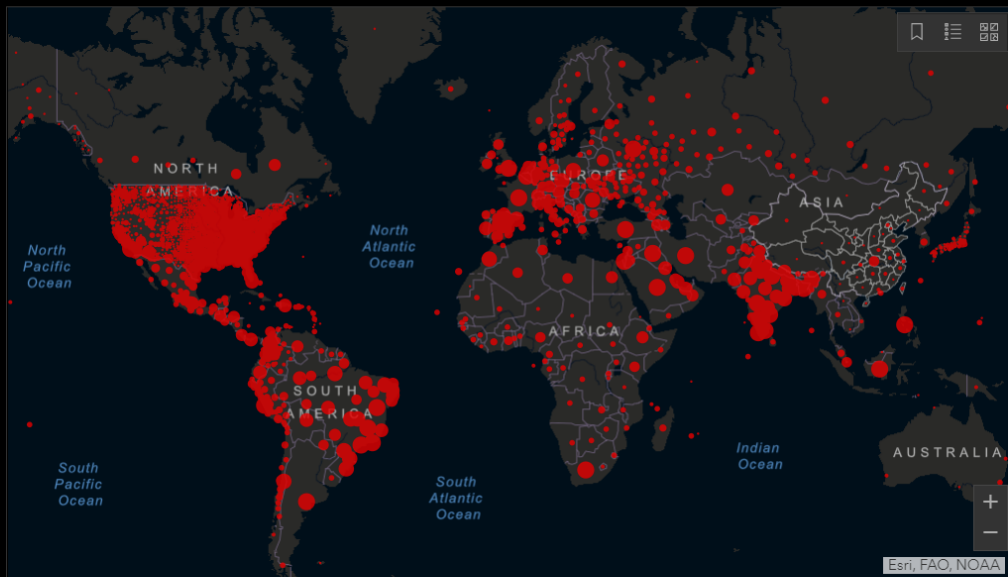 NORTH
AMERICA
EUROPE
ASIA
North
Pacific
Ocean
North
Atlantic
Ocean
AFRICA
SOUTH
AMERICA
Indian
Ocean
AUSTRALIA
South
Pacific
Ocean
South
Atlantic
Ocean
+
−
Esri, FAO, NOAA